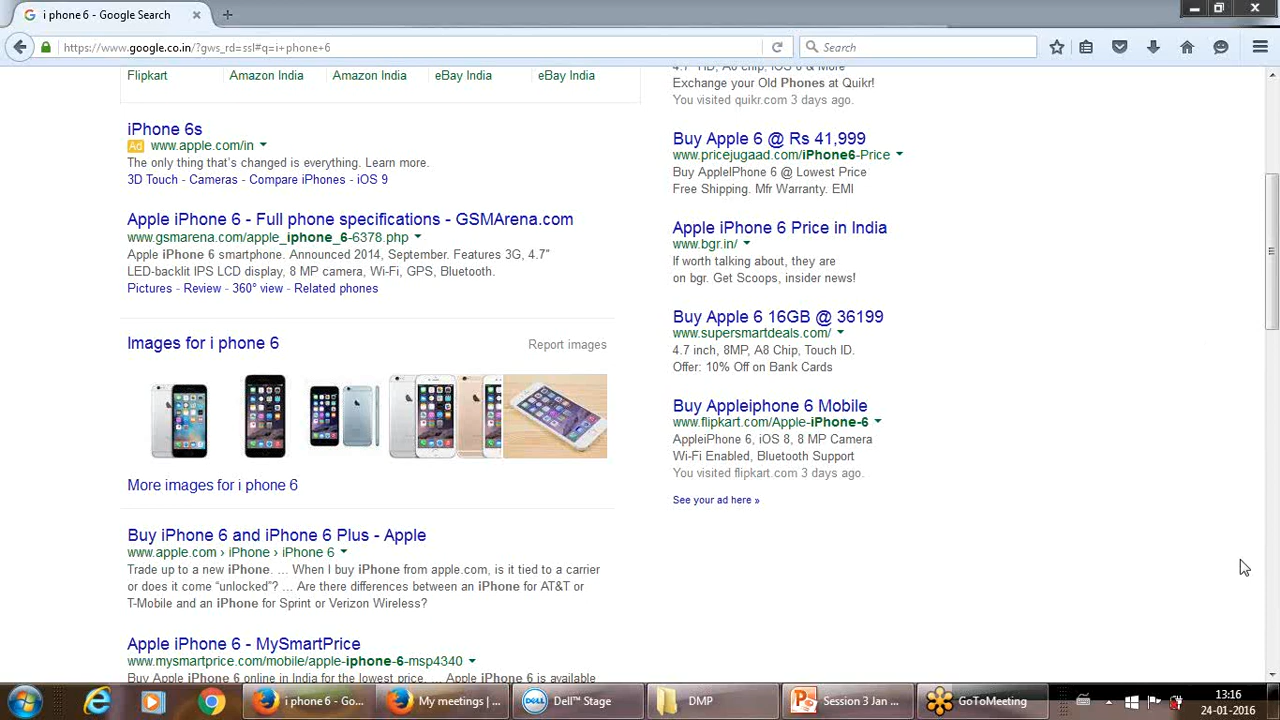 i phone 6 - Google Search
https://www.google.co.in/?gws_rd=ssl#q=i+phone+6
Search
Flipkart
Amazon India
Amazon India
eBay India
eBay India
iPhone 6s
Ad www.apple.com/in
The only thing that's changed is everything. Learn more.
3D Touch - Cameras - Compare iPhones - iOS 9
Apple iPhone 6 - Full phone specifications - GSMArena.com
www.gsmarena.com/apple_iphone_6-6378.php
Apple iPhone 6 smartphone. Announced 2014, September. Features 3G, 4.7″
LED-backlit IPS LCD display, 8 MP camera, Wi-Fi, GPS, Bluetooth.
Pictures - Review - 360° view - Related phones
Images for i phone 6
Report images
More images for i phone 6
Buy iPhone 6 and iPhone 6 Plus - Apple
www.apple.com › iPhone › iPhone 6
Trade up to a new iPhone. ... When I buy iPhone from apple.com, is it tied to a carrier
or does it come “unlocked”? ... Are there differences between an iPhone for AT&T or
T-Mobile and an iPhone for Sprint or Verizon Wireless?
Apple iPhone 6 - MySmartPrice
www.mysmartprice.com/mobile/apple-iphone-6-msp4340
Buy Apple iPhone 6 online in India for the lowest price. ... Apple iPhone 6 is available
4.7" HD, A8 chip, iOS 8 & More
Exchange your Old Phones at Quikr!
You visited quikr.com 3 days ago.
Buy Apple 6 @ Rs 41,999
www.pricejugaad.com/iPhone6-Price
Buy ApplelPhone 6 @ Lowest Price
Free Shipping. Mfr Warranty. EMI
Apple iPhone 6 Price in India
www.bgr.in/
If worth talking about, they are
on bgr. Get Scoops, insider news!
Buy Apple 6 16GB @ 36199
www.supersmartdeals.com/
4.7 inch, 8MP, A8 Chip, Touch ID.
Offer: 10% Off on Bank Cards
Buy Appleiphone 6 Mobile
www.flipkart.com/Apple-iPhone-6
AppleiPhone 6, iOS 8, 8 MP Camera
Wi-Fi Enabled, Bluetooth Support
You visited flipkart.com 3 days ago.
See your ad here »
i phone 6 - Go...
My meetings | ...
DELL
Dell™ Stage
DMP
Session 3 Jan ...
GoToMeeting
13:16
24-01-2016